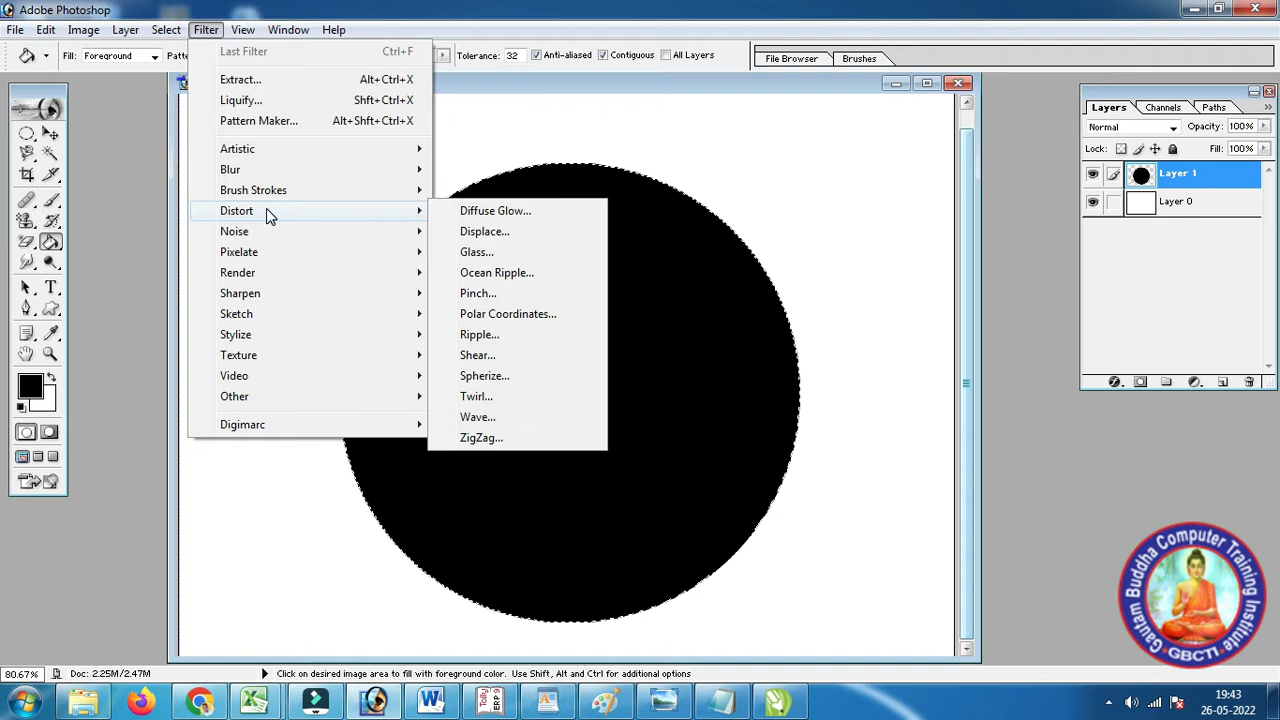 Adobe Photoshop
File Edit Image Layer Select Filter View Window Help
Fill: Foreground Patte Tolerance: 32 Anti-aliased Contiguous All Layers File Browser Brushes
Last Filter Ctrl+F
Extract... Alt+Ctrl+X
Liquify... Shft+Ctrl+X
Pattern Maker... Alt+Shft+Ctrl+X
Artistic
Blur
Brush Strokes
Distort
Noise
Pixelate
Render
Sharpen
Sketch
Stylize
Texture
Video
Other
Digimarc
Diffuse Glow...
Displace...
Glass...
Ocean Ripple...
Pinch...
Polar Coordinates...
Ripple...
Shear...
Spherize...
Twirl...
Wave...
ZigZag...
Layers Channels Paths
Normal Opacity: 100%
Lock: Fill: 100%
Layer 1
Layer 0
Gautam Buddha Computer Training Institute
GBCTI
80.67% Doc: 2.25M/2.47M Click on desired image area to fill with foreground color. Use Shift, Alt and Ctrl for additional options
Tally
ERP 9
19:43
26-05-2022